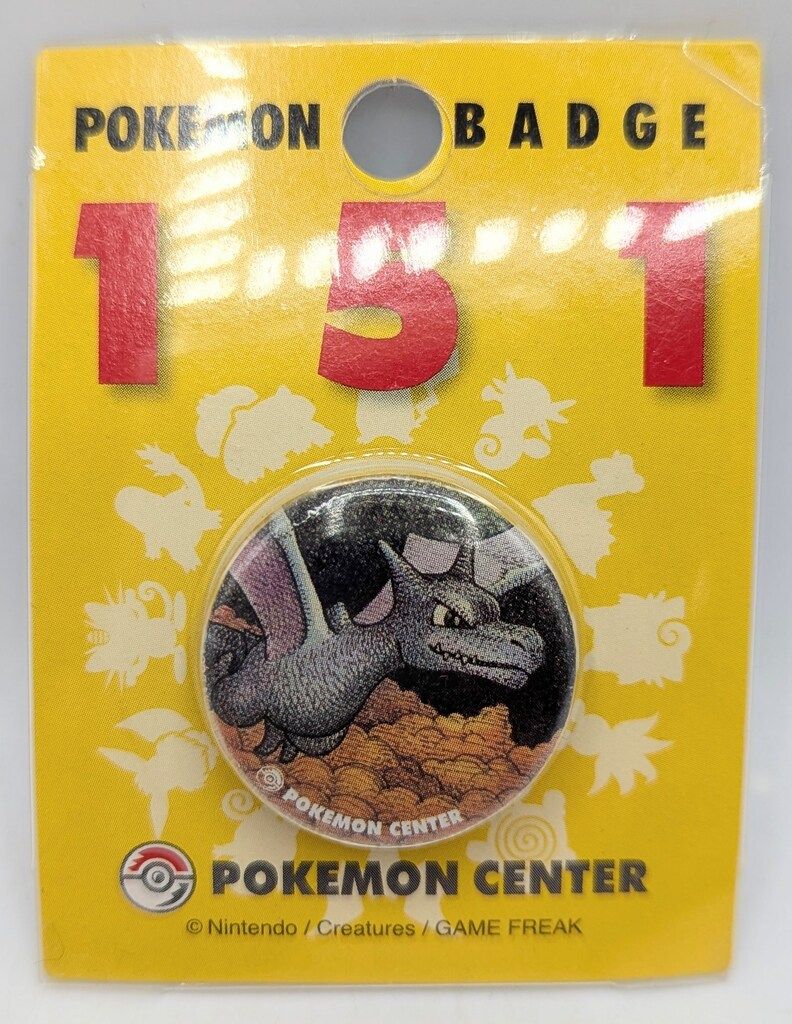 POKEMON BADGE
151
POKEMON CENTER
POKEMON CENTER
© Nintendo / Creatures / GAME FREAK